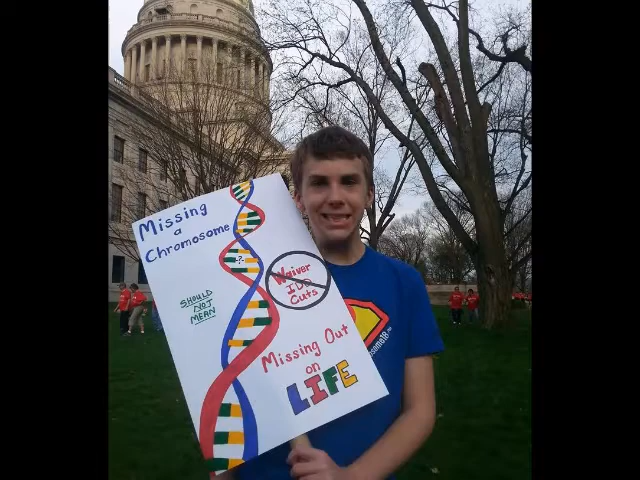 Missing
a
Chromosome
?
SHOULD
NOT
MEAN
Waiver
IDD
Cuts
Missing Out
on
LIFE